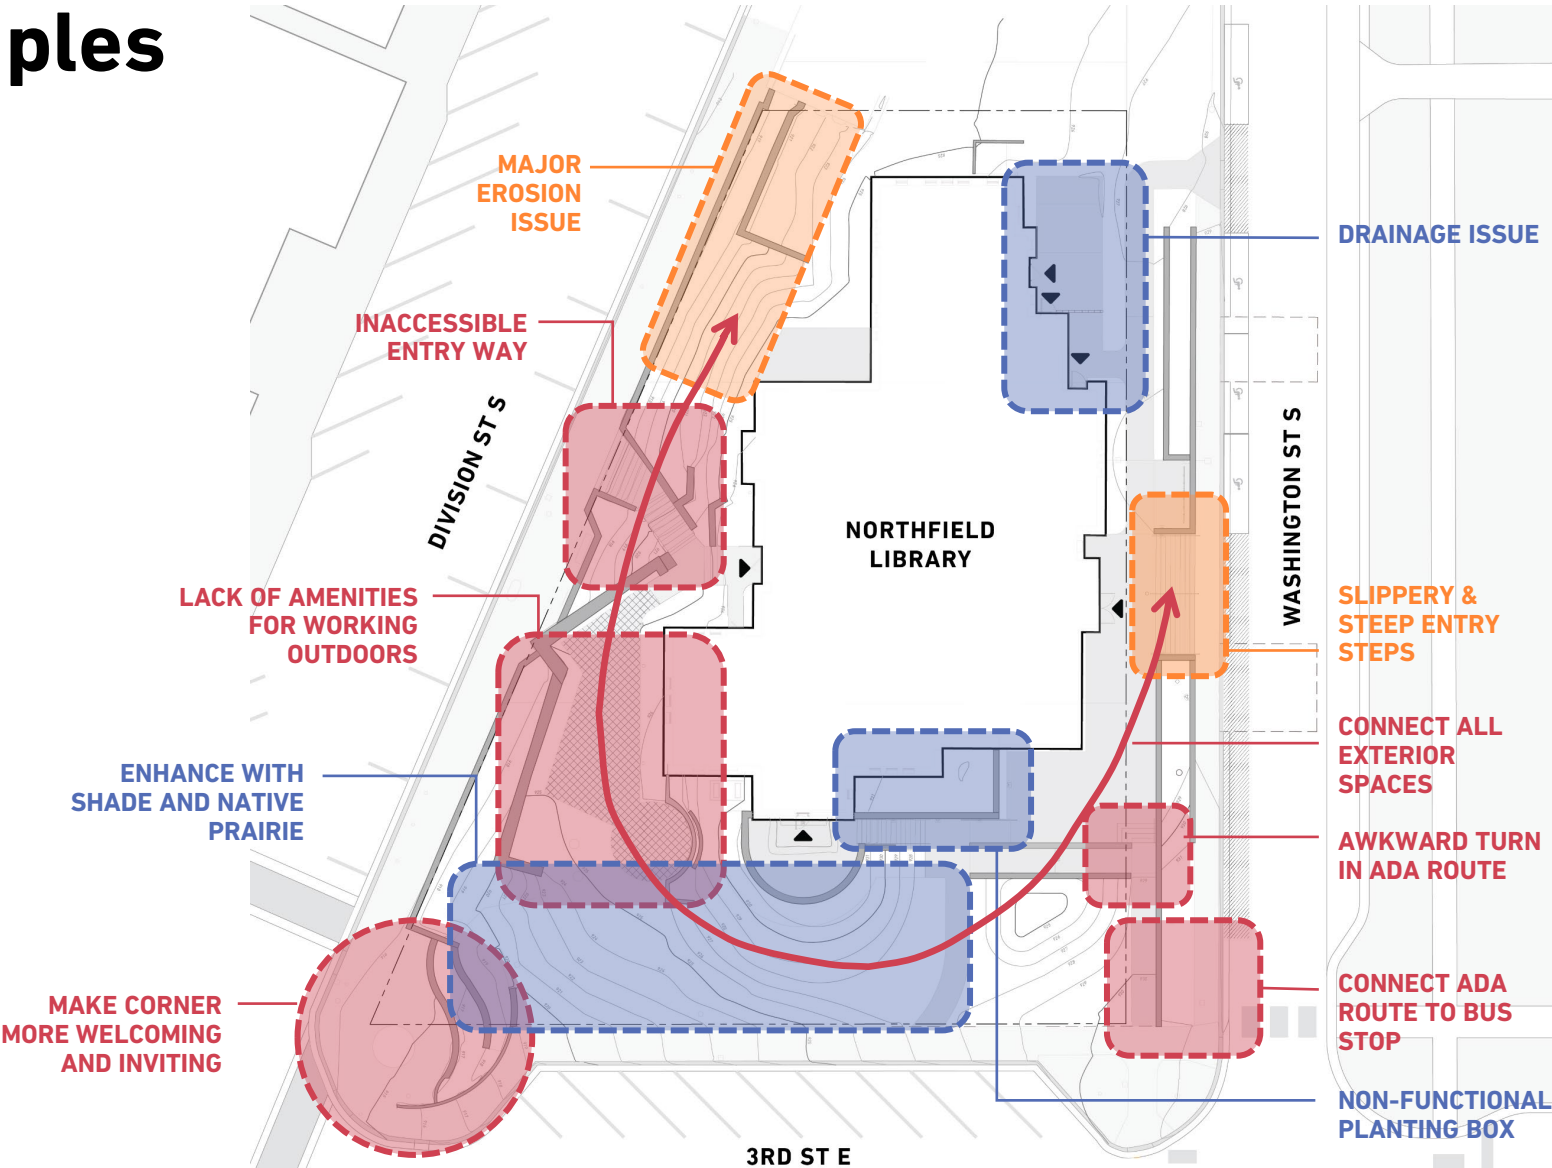 ples
MAJOR
EROSION
ISSUE
DRAINAGE ISSUE
INACCESSIBLE
ENTRY WAY
DIVISION ST S
WASHINGTON ST S
NORTHFIELD
LIBRARY
LACK OF AMENITIES
FOR WORKING
OUTDOORS
SLIPPERY &
STEEP ENTRY
STEPS
CONNECT ALL
EXTERIOR
SPACES
ENHANCE WITH
SHADE AND NATIVE
PRAIRIE
AWKWARD TURN
IN ADA ROUTE
MAKE CORNER
MORE WELCOMING
AND INVITING
CONNECT ADA
ROUTE TO BUS
STOP
NON-FUNCTIONAL
PLANTING BOX
3RD ST E